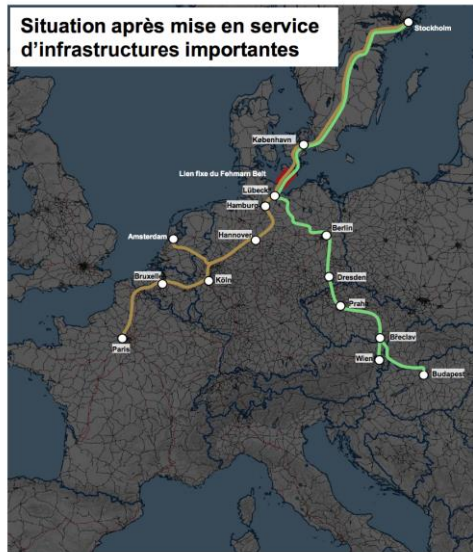 Situation après mise en service
d'infrastructures importantes
Stockholm
København
Lien fixe du Fehmarn Belt
Lübeck
Hamburg
Amsterdam
Hannover
Berlin
Bruxelles
Köln
Dresden
Praha
Paris
Břeclav
Wien
Budapest